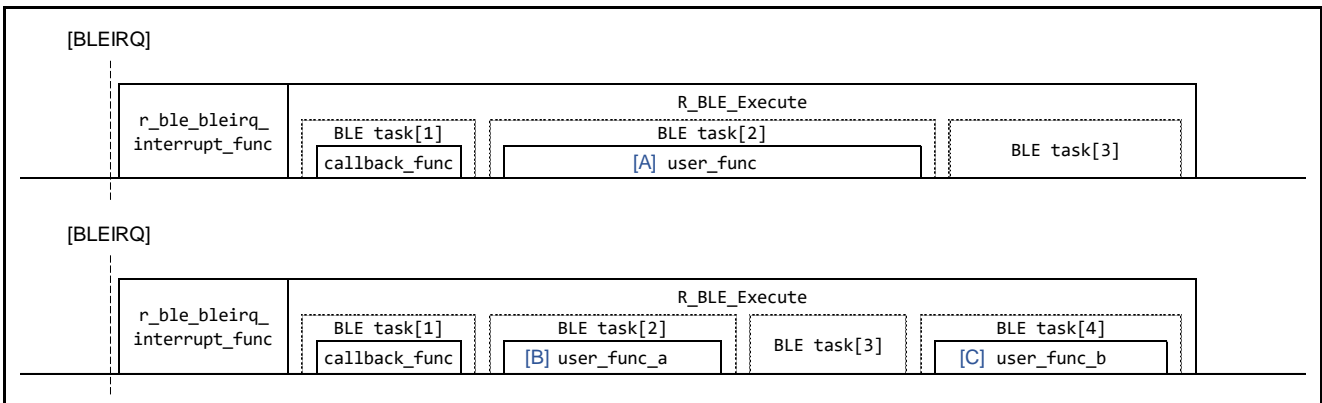 [BLEIRQ]
R_BLE_Execute
r_ble_bleirq_
interrupt_func
BLE task[1]
callback_func
BLE task[2]
[A] user_func
BLE task[3]
[BLEIRQ]
R_BLE_Execute
r_ble_bleirq_
interrupt_func
BLE task[1]
callback_func
BLE task[2]
[B] user_func_a
BLE task[3]
BLE task[4]
[C] user_func_b